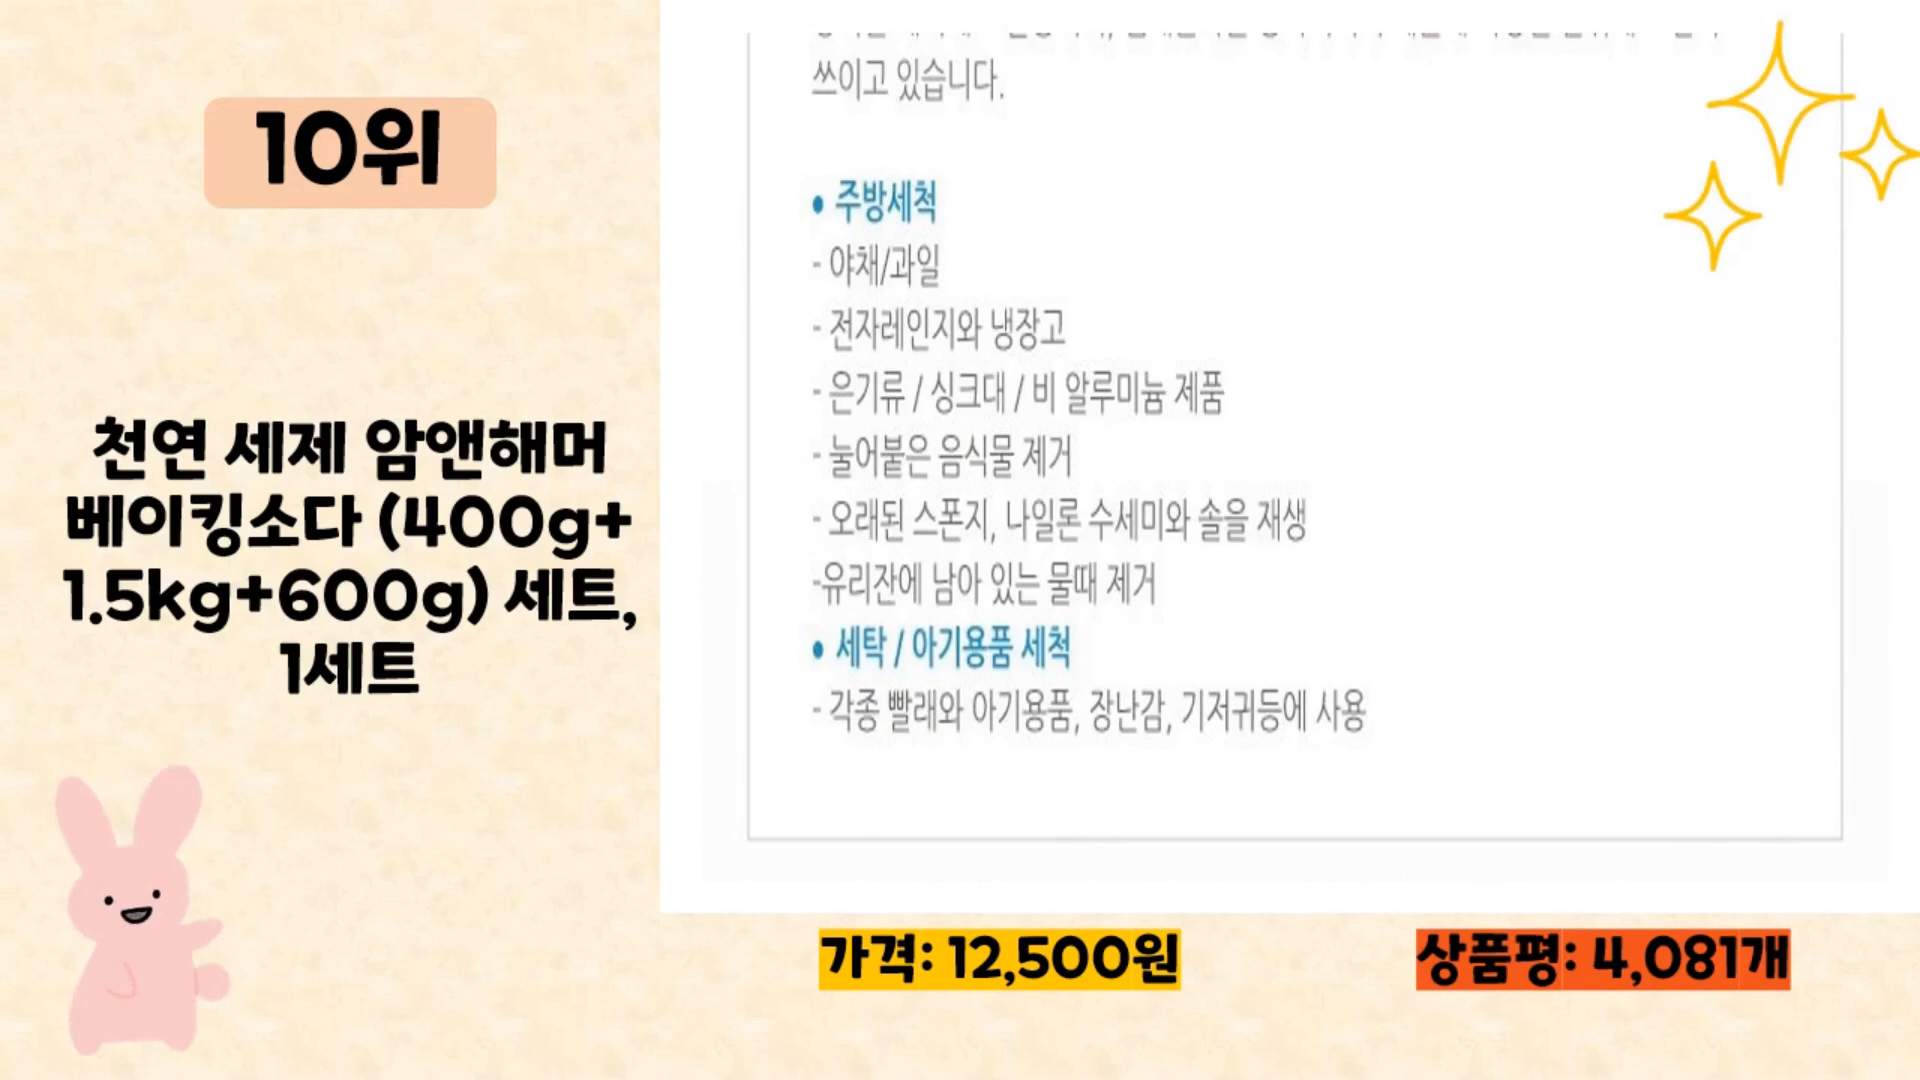 10위
천연 세제 암앤해머
베이킹소다 (400g+
1.5kg+600g) 세트,
1세트
쓰이고 있습니다.
• 주방세척
- 야채/과일
- 전자레인지와 냉장고
- 은기류 / 싱크대 / 비 알루미늄 제품
- 눌어붙은 음식물 제거
- 오래된 스폰지, 나일론 수세미와 솔을 재생
-유리잔에 남아 있는 물때 제거
• 세탁 / 아기용품 세척
- 각종 빨래와 아기용품, 장난감, 기저귀등에 사용
가격: 12,500원
상품평: 4,081개